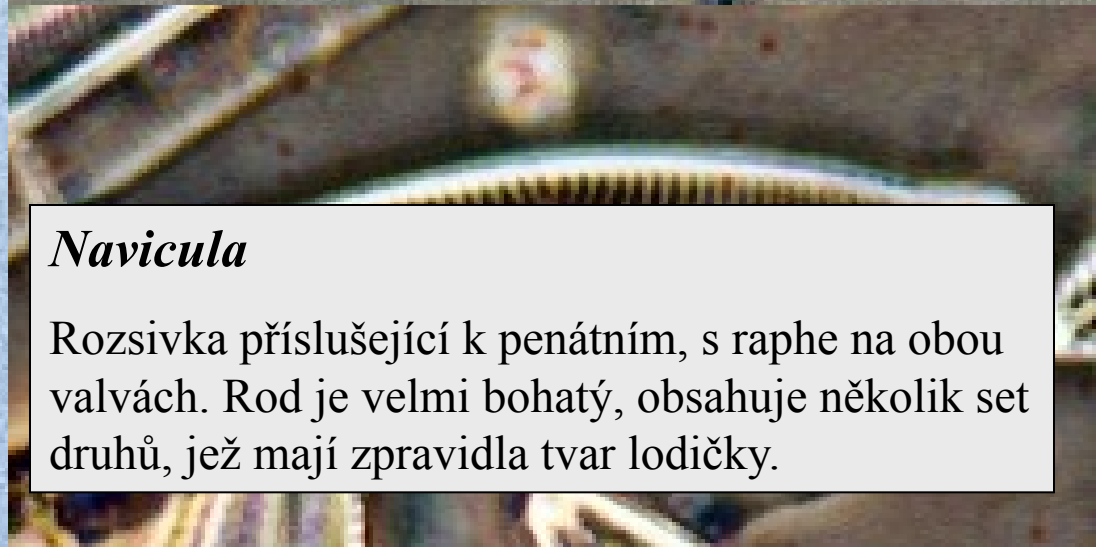 Navicula
Rozsivka příslušející k penátním, s raphe na obou
valvách. Rod je velmi bohatý, obsahuje několik set
druhů, jež mají zpravidla tvar lodičky.